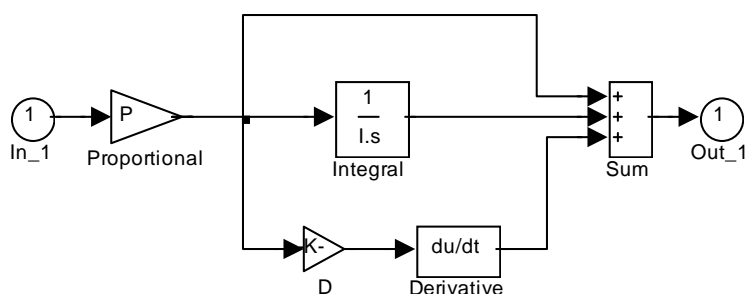 1
In_1
P
Proportional
1
I.s
Integral
K-
D
du/dt
Derivative
+
+
+
Sum
1
Out_1